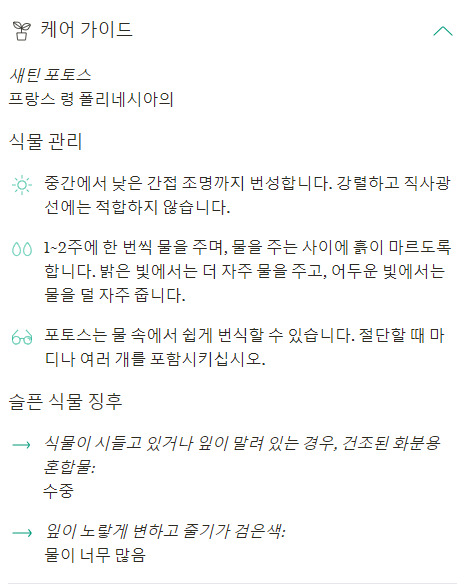 케어 가이드
새틴 포토스
프랑스 령 폴리네시아의
식물 관리
중간에서 낮은 간접 조명까지 번성합니다. 강렬하고 직사광
선에는 적합하지 않습니다.
1~2주에 한 번씩 물을 주며, 물을 주는 사이에 흙이 마르도록
합니다. 밝은 빛에서는 더 자주 물을 주고, 어두운 빛에서는
물을 덜 자주 줍니다.
포토스는 물 속에서 쉽게 번식할 수 있습니다. 절단할 때 마
디나 여러 개를 포함시키십시오.
슬픈 식물 징후
식물이 시들고 있거나 잎이 말려 있는 경우, 건조된 화분용
혼합물:
수중
잎이 노랗게 변하고 줄기가 검은색:
물이 너무 많음